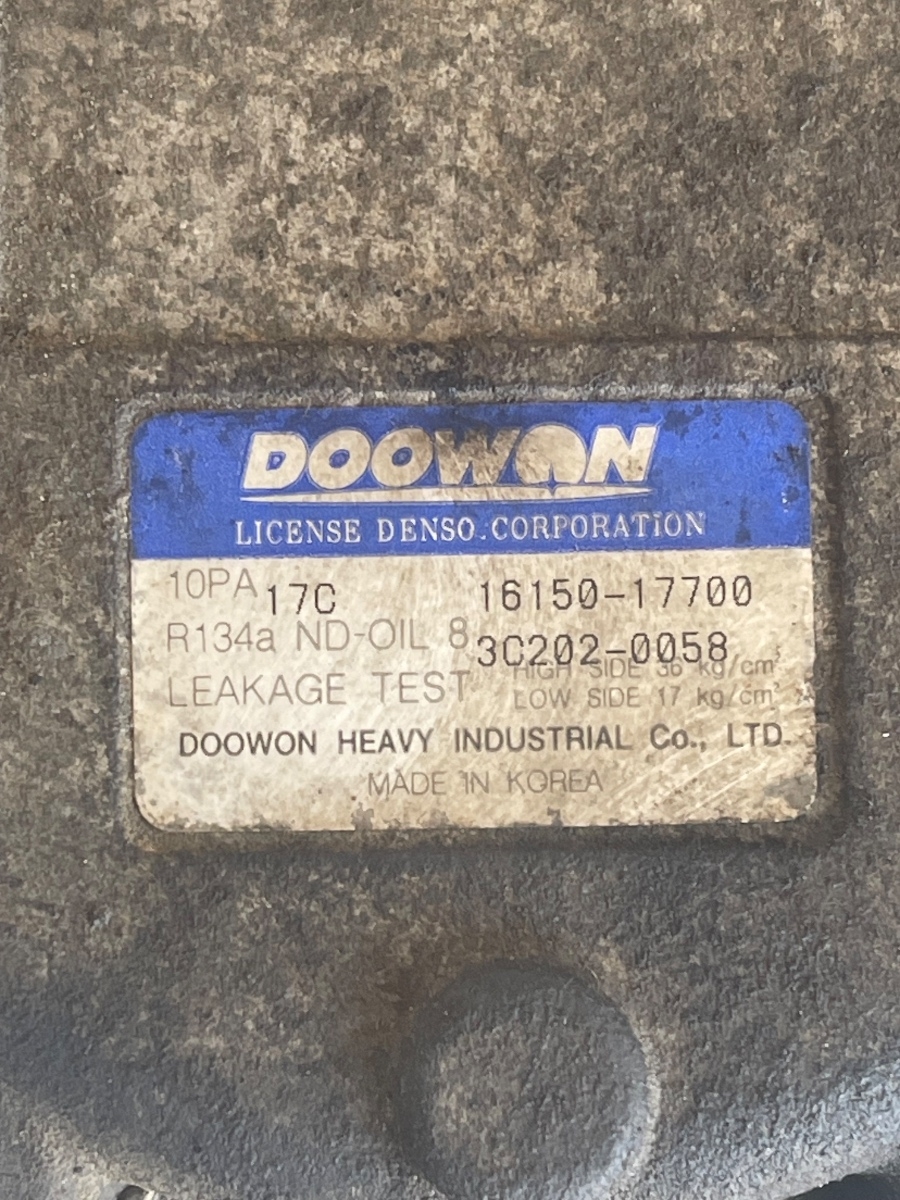 DOOWON
LICENSE DENSO CORPORATION
10PA 17C 16150-17700
R134a ND-OIL 8 3C202-0058
LEAKAGE TEST HIGH SIDE 36 kg/cm²
LOW SIDE 17 kg/cm²
DOOWON HEAVY INDUSTRIAL Co., LTD.
MADE IN KOREA